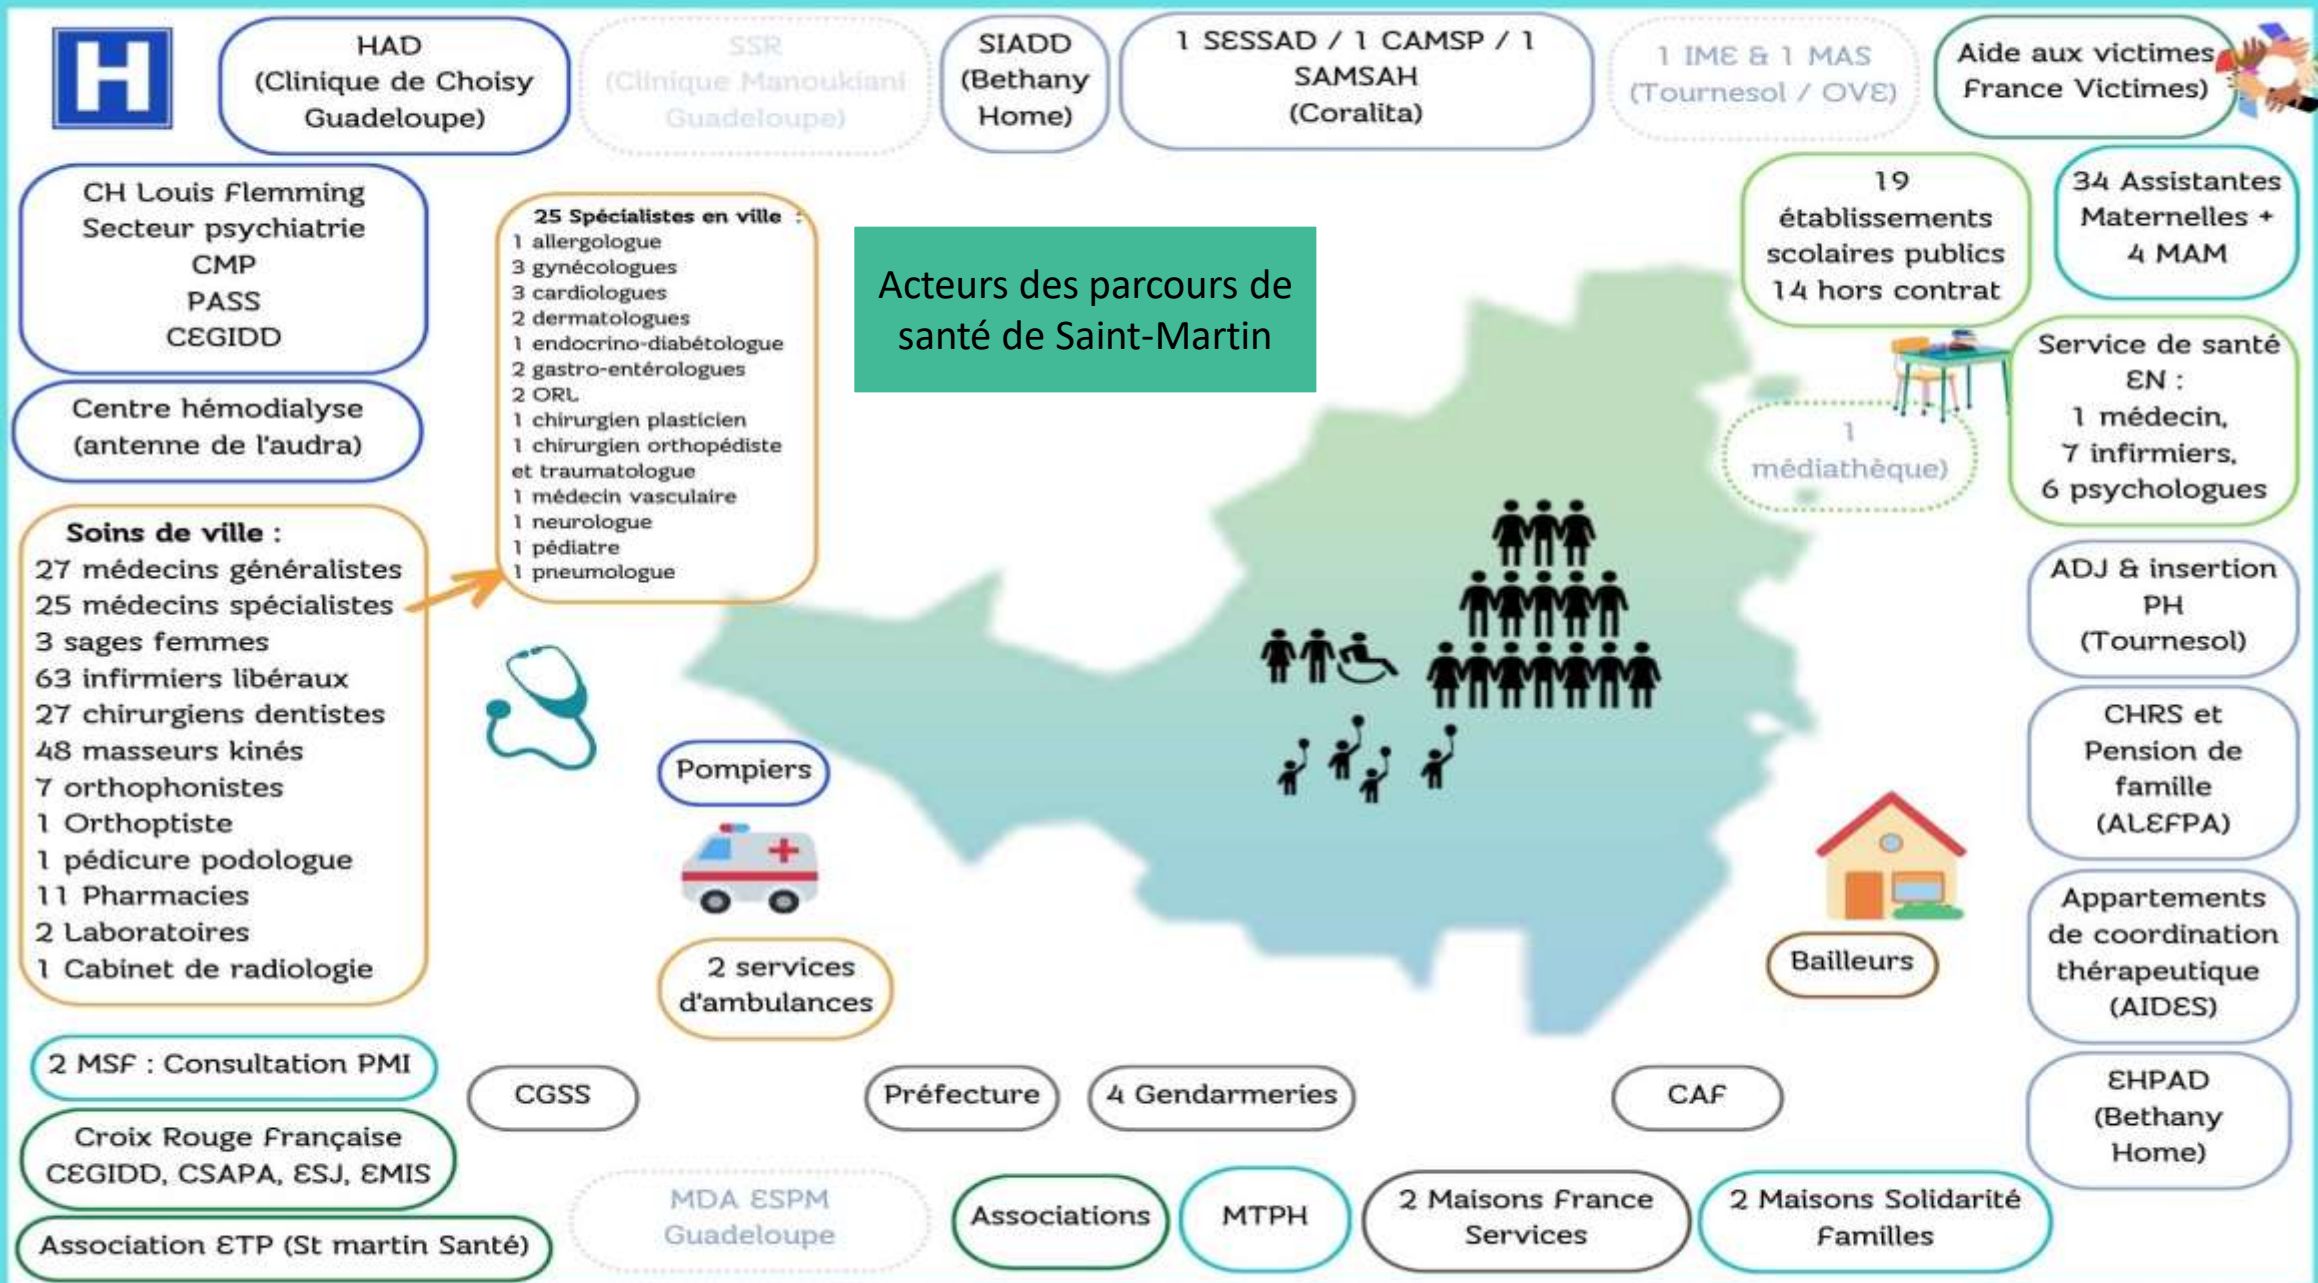 H
HAD
(Clinique de Choisy
Guadeloupe)
SSR
(Clinique Manoukiani
Guadeloupe)
SIADD
(Bethany
Home)
1 SESSAD / 1 CAMSP / 1
SAMSAH
(Coralita)
1 IME & 1 MAS
(Tournesol / OVE)
Aide aux victimes
France Victimes)
CH Louis Flemming
Secteur psychiatrie
CMP
PASS
CEGIDD
Centre hémodialyse
(antenne de l'audra)
Soins de ville :
27 médecins généralistes
25 médecins spécialistes
3 sages femmes
63 infirmiers libéraux
27 chirurgiens dentistes
48 masseurs kinés
7 orthophonistes
1 Orthoptiste
1 pédicure podologue
11 Pharmacies
2 Laboratoires
1 Cabinet de radiologie
25 Spécialistes en ville :
1 allergologue
3 gynécologues
3 cardiologues
2 dermatologues
1 endocrino-diabétologue
2 gastro-entérologues
2 ORL
1 chirurgien plasticien
1 chirurgien orthopédiste
et traumatologue
1 médecin vasculaire
1 neurologue
1 pédiatre
1 pneumologue
Acteurs des parcours de
santé de Saint-Martin
19
établissements
scolaires publics
14 hors contrat
34 Assistantes
Maternelles +
4 MAM
1
médiathèque)
Service de santé
EN :
1 médecin,
7 infirmiers,
6 psychologues
ADJ & insertion
PH
(Tournesol)
CHRS et
Pension de
famille
(ALEFPA)
Appartements
de coordination
thérapeutique
(AIDES)
EHPAD
(Bethany
Home)
Pompiers
2 services
d'ambulances
Bailleurs
2 MSF : Consultation PMI
Croix Rouge Française
CEGIDD, CSAPA, ESJ, EMIS
Association ETP (St martin Santé)
CGSS
Préfecture
4 Gendarmeries
CAF
MDA ESPM
Guadeloupe
Associations
MTPH
2 Maisons France
Services
2 Maisons Solidarité
Familles